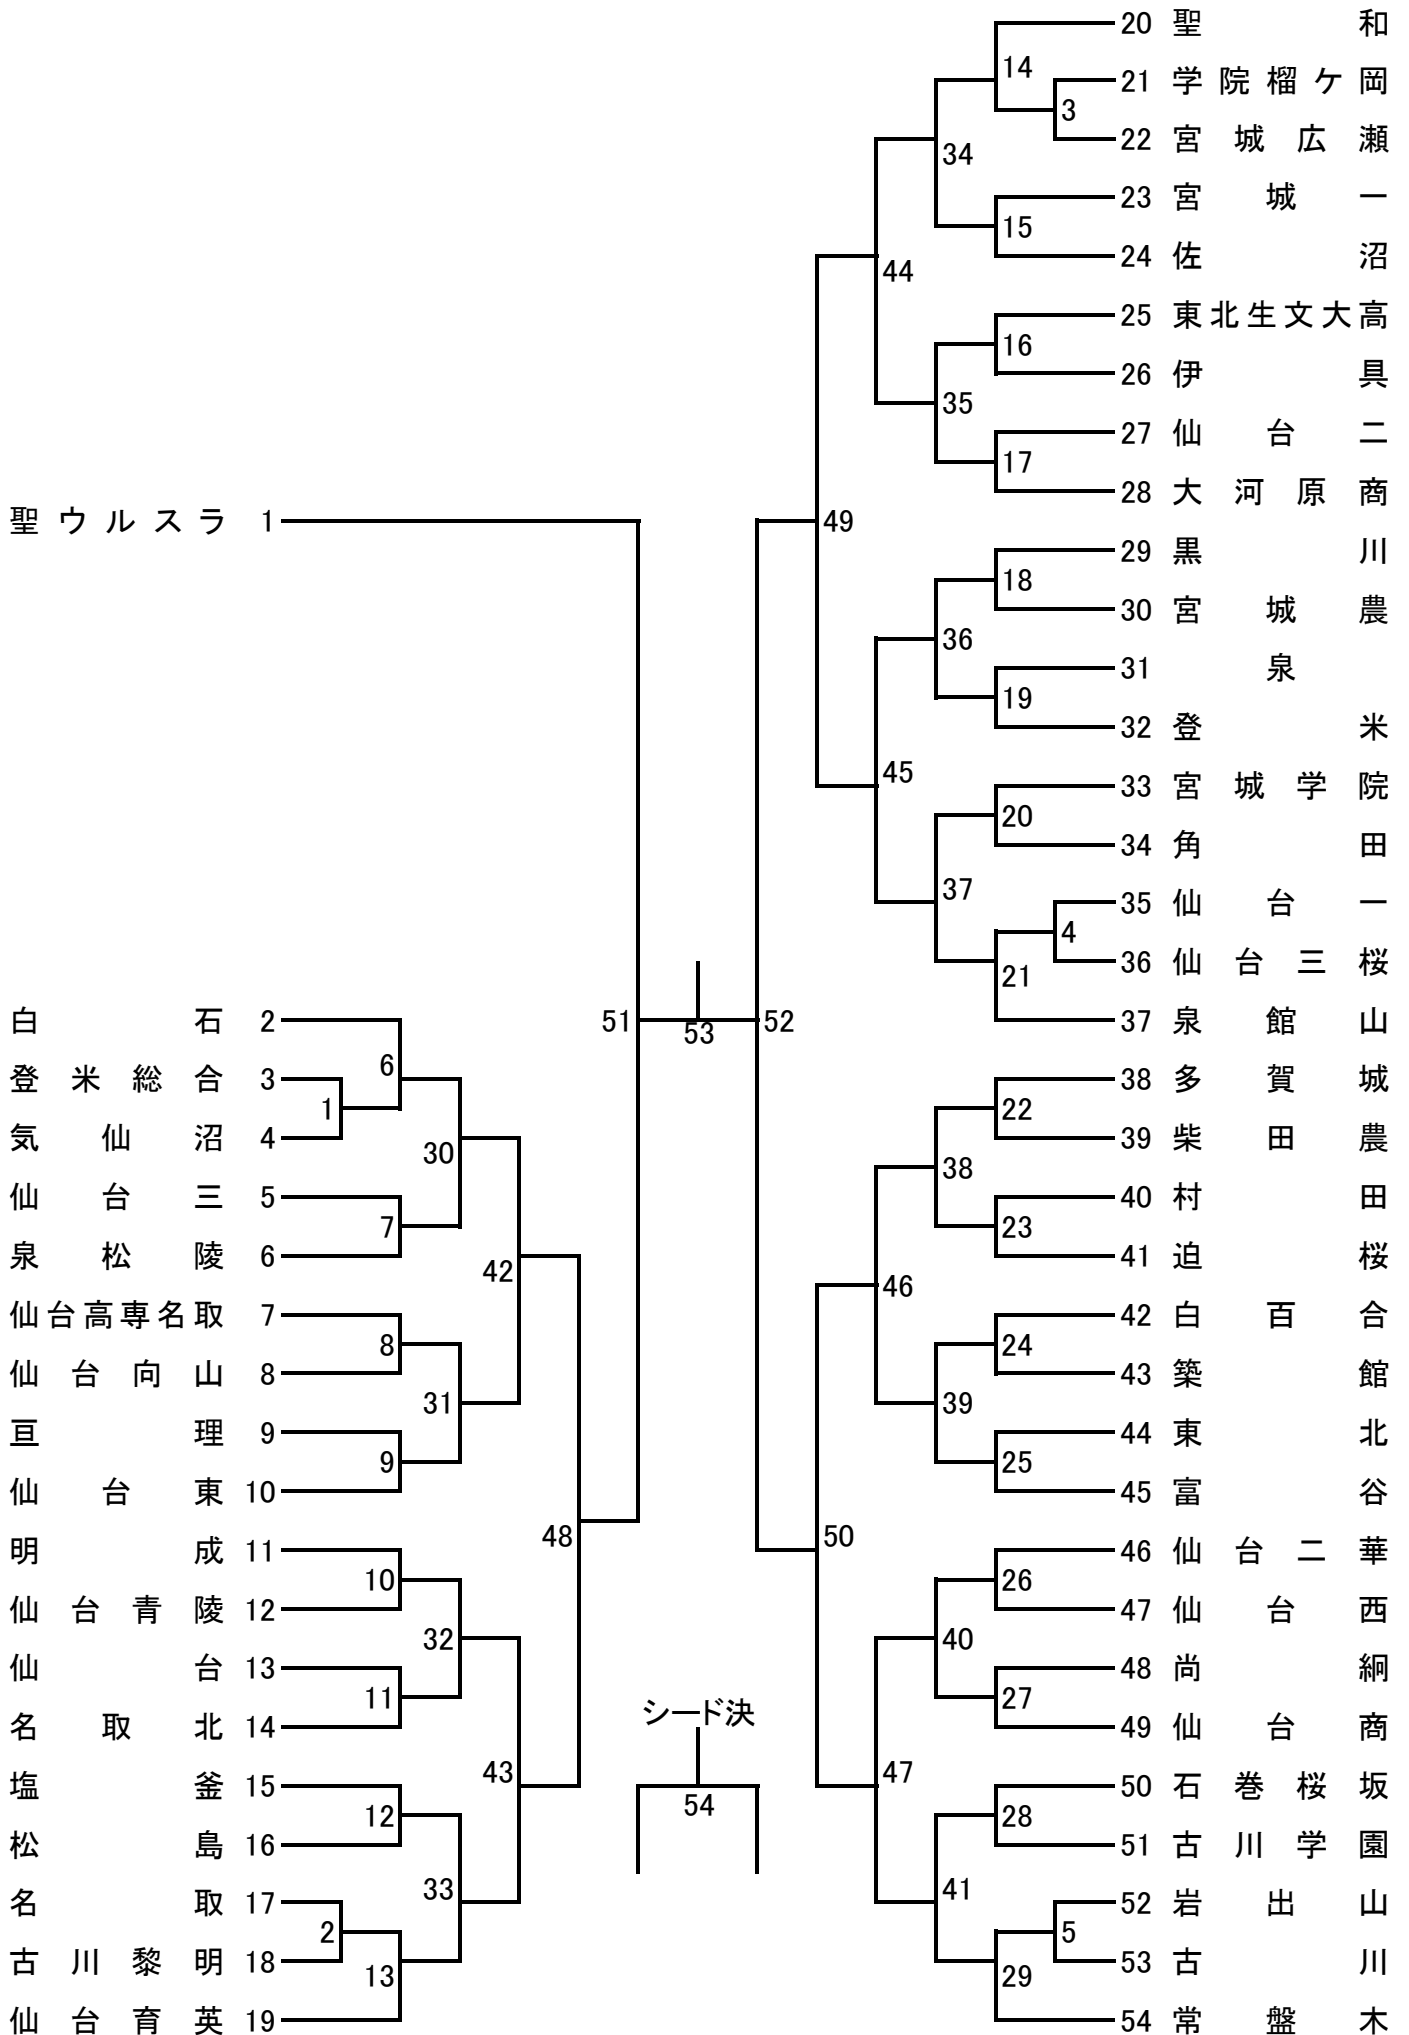 聖ウルスラ 1
白石 2
登米総合 3
気仙沼 4
仙台三 5
泉松陵 6
仙台高専名取 7
仙台向山 8
亘理 9
仙台東 10
明成 11
仙台青陵 12
仙台 13
名取北 14
塩釜 15
松島 16
名取 17
古川黎明 18
仙台育英 19
1
2
6
7
8
9
10
11
12
13
30
31
32
33
42
43
48
51
53
52
シード決
54
49
50
44
45
46
47
34
35
36
37
38
39
40
41
14
15
16
17
18
19
20
21
22
23
24
25
26
27
28
29
3
4
5
20 聖和
21 学院榴ケ岡
22 宮城広瀬
23 宮城一
24 佐沼
25 東北生文大高
26 伊具
27 仙台二
28 大河原商
29 黒川
30 宮城農
31 泉
32 登米
33 宮城学院
34 角田
35 仙台一
36 仙台三桜
37 泉館山
38 多賀城
39 柴田農
40 村田
41 迫桜
42 白百合
43 築館
44 東北
45 富谷
46 仙台二華
47 仙台西
48 尚絅
49 仙台商
50 石巻桜坂
51 古川学園
52 岩出山
53 古川
54 常盤木